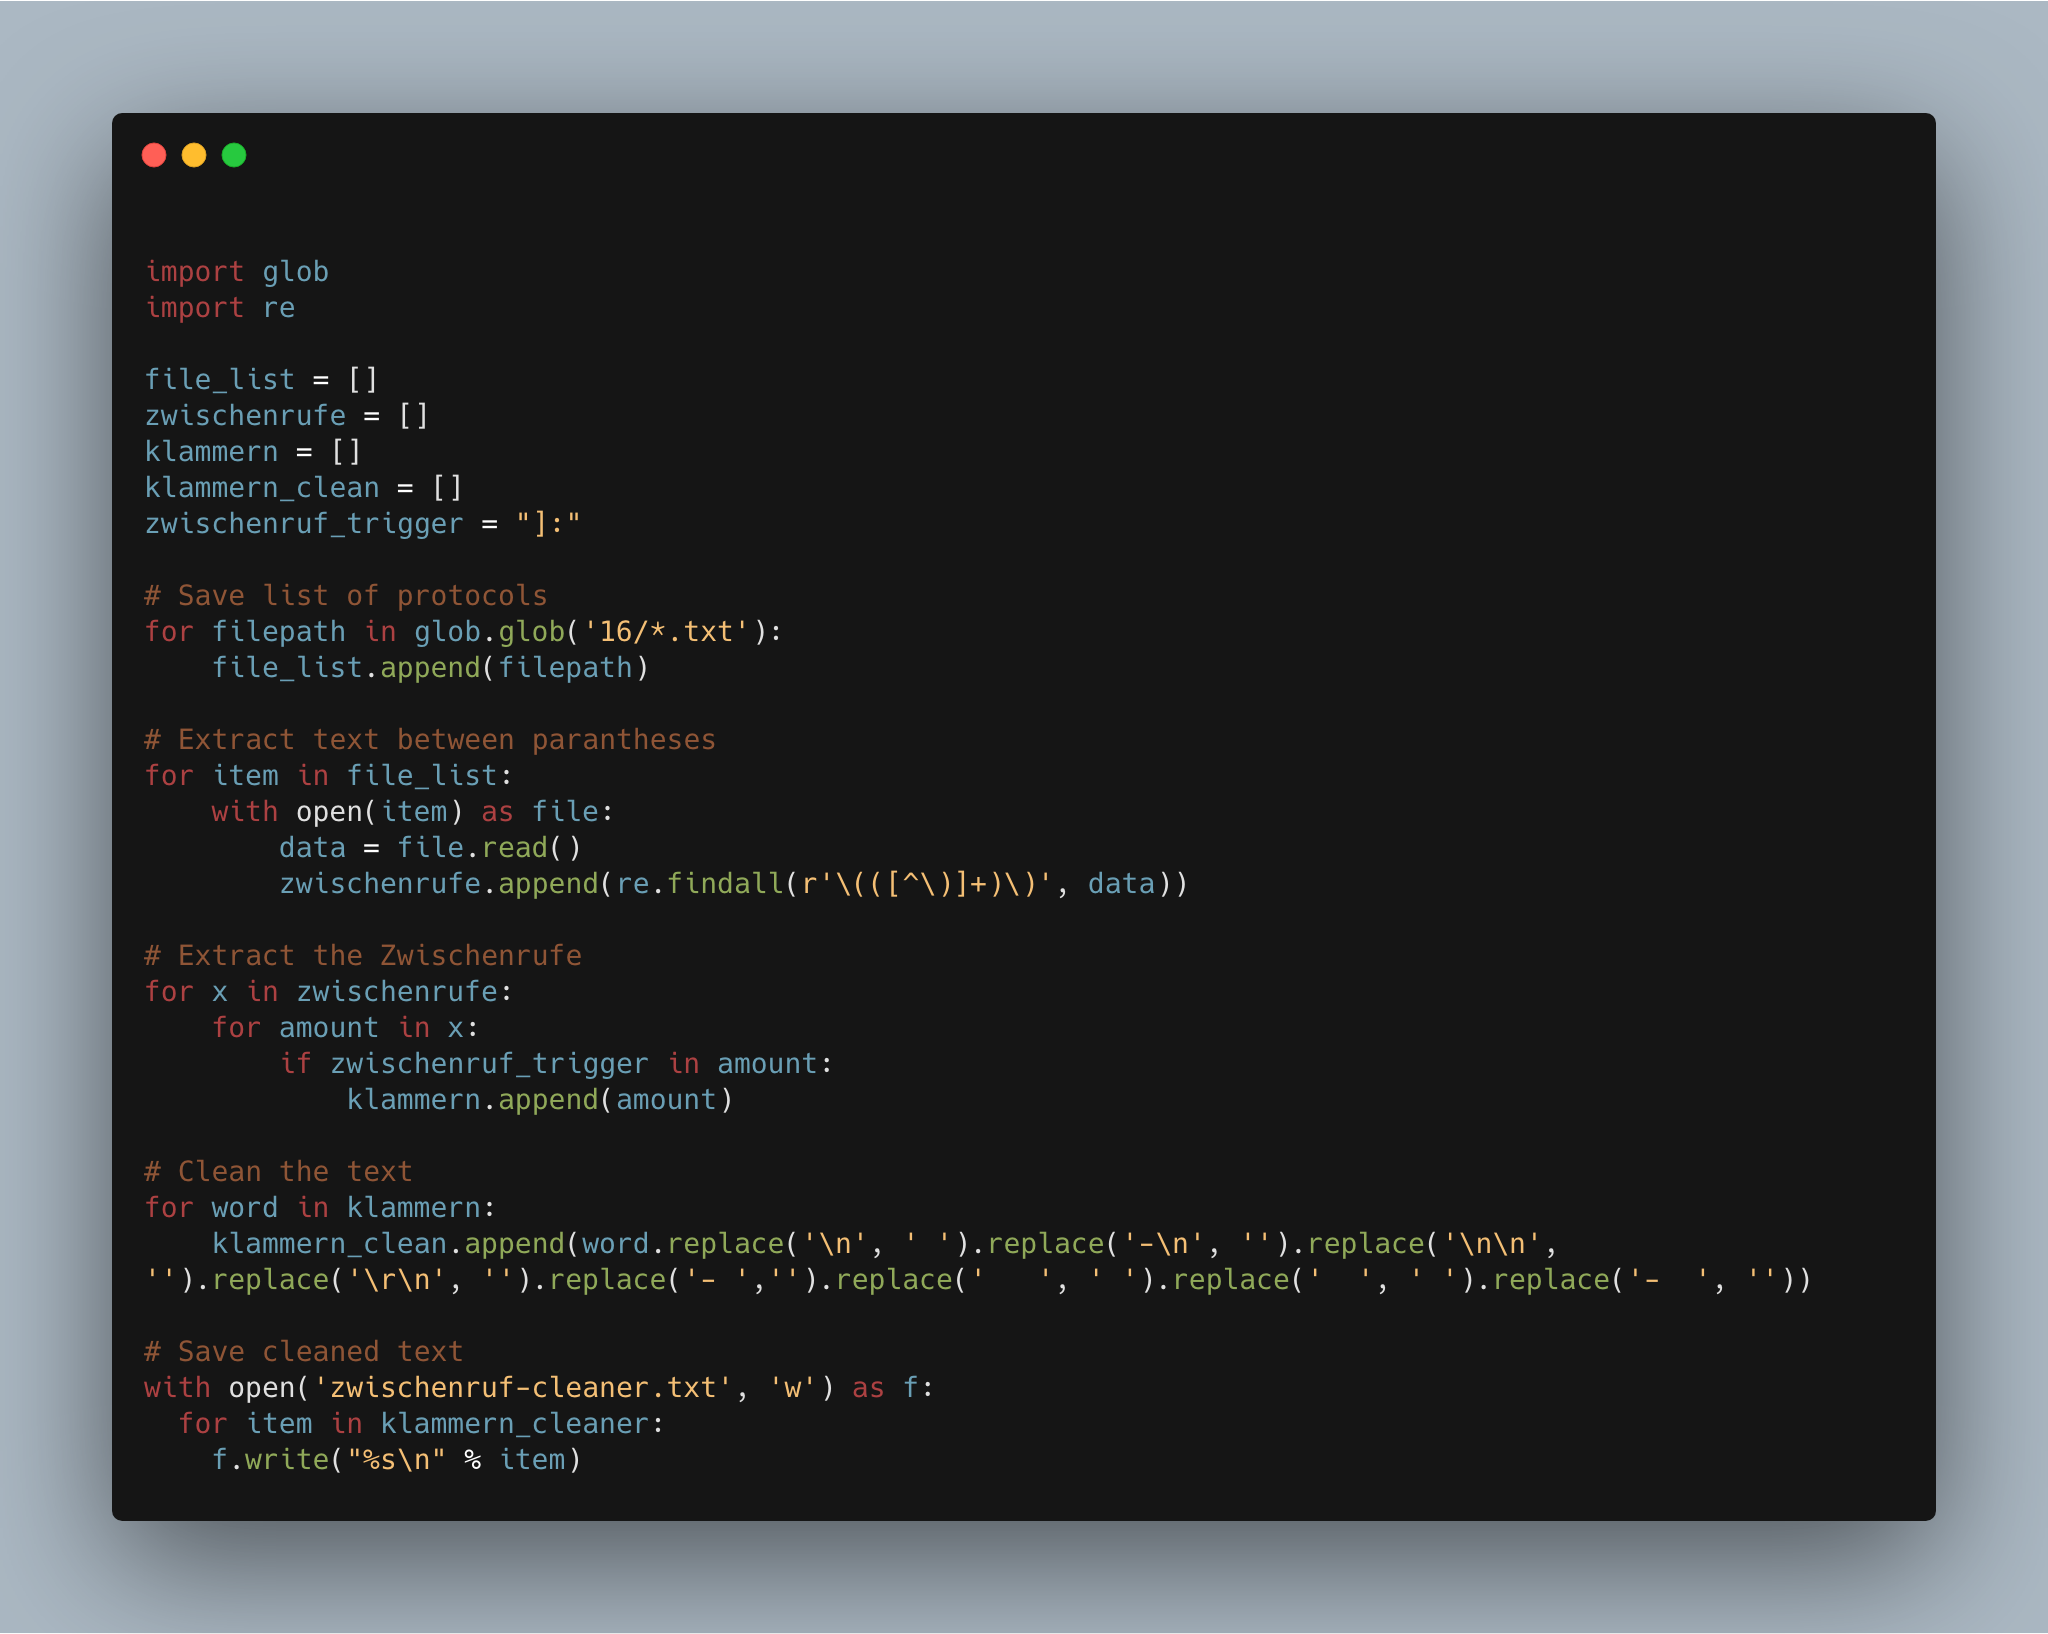 import glob
import re

file_list = []
zwischenrufe = []
klammern = []
klammern_clean = []
zwischenruf_trigger = "]:"

# Save list of protocols
for filepath in glob.glob('16/*.txt'):
    file_list.append(filepath)

# Extract text between parantheses
for item in file_list:
    with open(item) as file:
        data = file.read()
        zwischenrufe.append(re.findall(r'\(([^\)]+)\)', data))

# Extract the Zwischenrufe
for x in zwischenrufe:
    for amount in x:
        if zwischenruf_trigger in amount:
            klammern.append(amount)

# Clean the text
for word in klammern:
    klammern_clean.append(word.replace('\n', ' ').replace('-\n', '').replace('\n\n',
'').replace('\r\n', '').replace('- ','').replace('   ', ' ').replace('  ', ' ').replace('-  ', ''))

# Save cleaned text
with open('zwischenruf-cleaner.txt', 'w') as f:
  for item in klammern_cleaner:
    f.write("%s\n" % item)